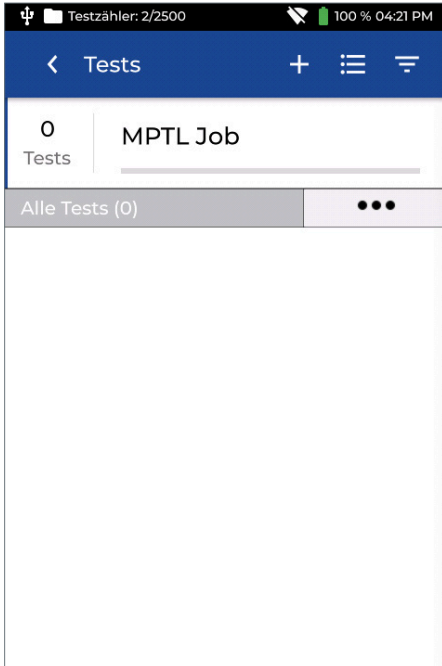 Testzähler: 2/2500 100 % 04:21 PM
Tests
0
Tests
MPTL Job
Alle Tests (0)